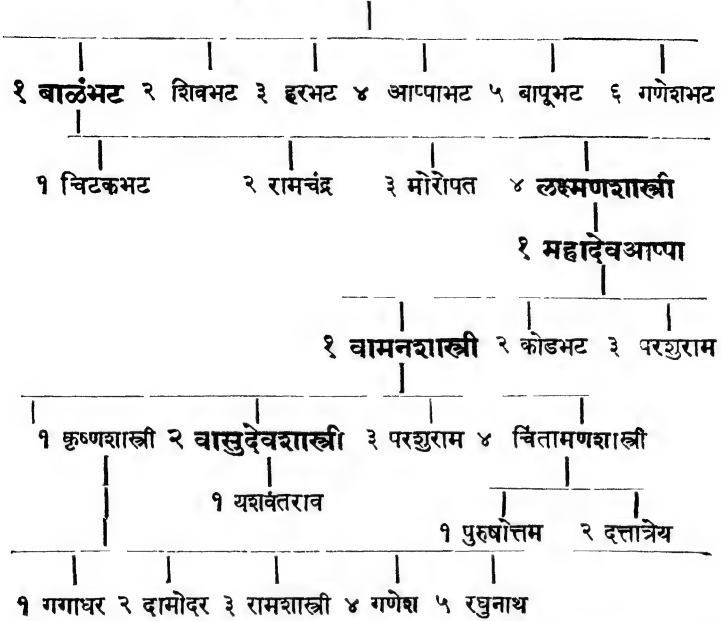 १ बाळंभट २ शिवभट ३ हरभट ४ आप्पाभट ५ बापूभट ६ गणेशभट
१ चिटकभट २ रामचंद्र ३ मोरोपत ४ लक्ष्मणशास्त्री
१ महादेवआप्पा
१ वामनशास्त्री २ कोडभट ३ परशुराम
१ कृष्णशास्त्री २ वासुदेवशास्त्री ३ परशुराम ४ चिंतामणशास्त्री
१ यशवंतराव
१ पुरुषोत्तम २ दत्तात्रेय
१ गगाधर २ दामोदर ३ रामशास्त्री ४ गणेश ५ रघुनाथ